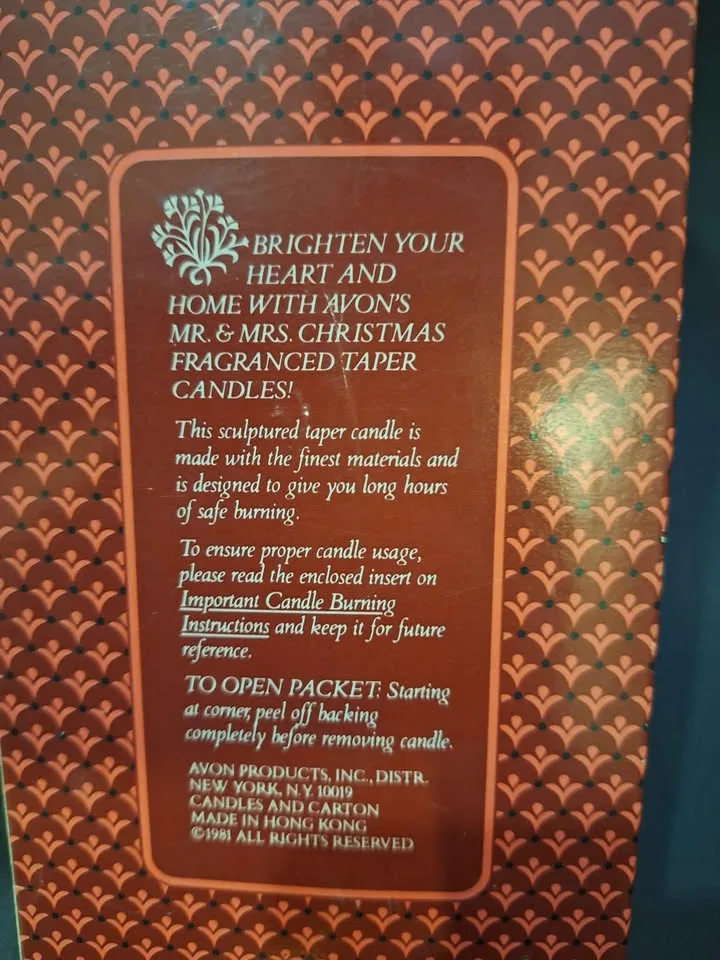 BRIGHTEN YOUR
HEART AND
HOME WITH AVON'S
MR. & MRS. CHRISTMAS
FRAGRANCED TAPER
CANDLES!
This sculptured taper candle is
made with the finest materials and
is designed to give you long hours
of safe burning.
To ensure proper candle usage,
please read the enclosed insert on
Important Candle Burning
Instructions and keep it for future
reference.
TO OPEN PACKET: Starting
at corner, peel off backing
completely before removing candle.
AVON PRODUCTS, INC., DISTR.
NEW YORK, N.Y. 10019
CANDLES AND CARTON
MADE IN HONG KONG
©1981 ALL RIGHTS RESERVED